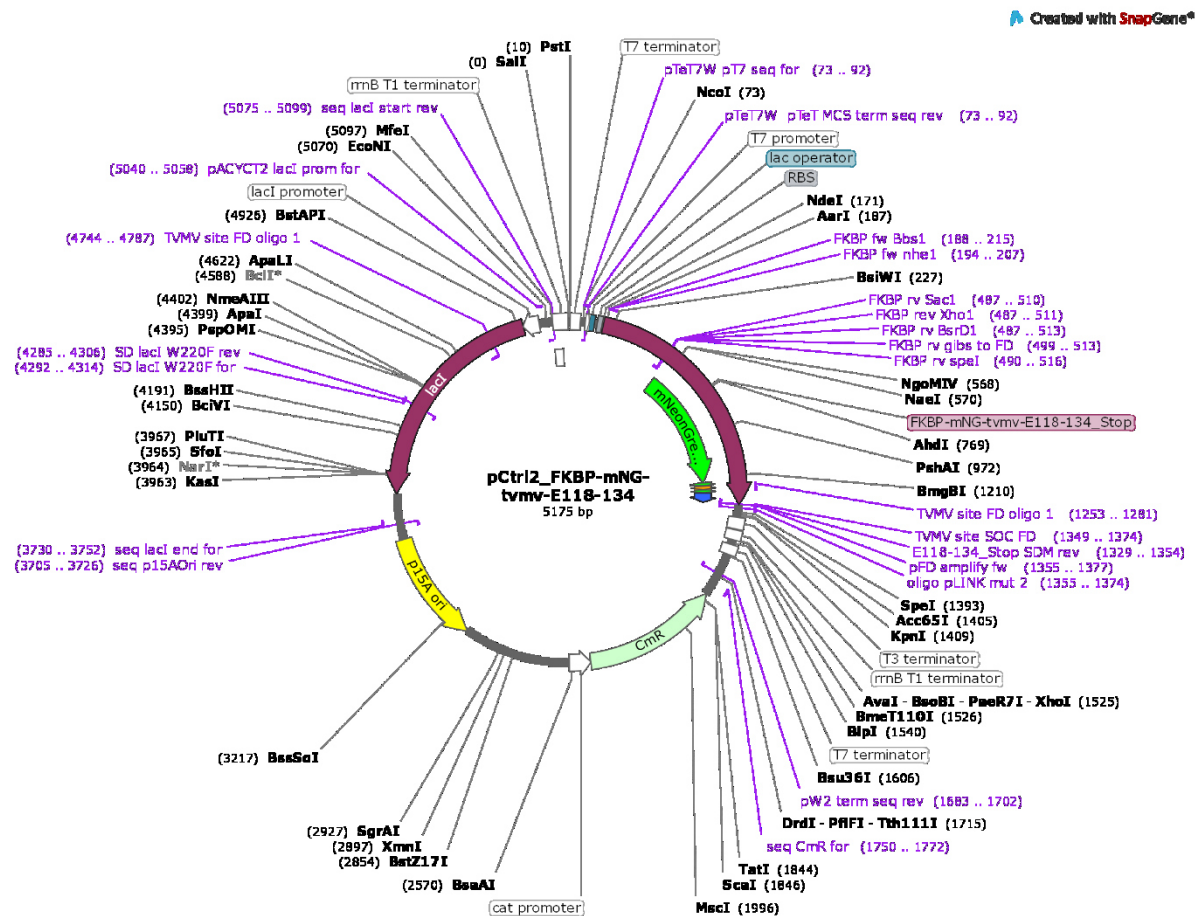 Created with SnapGene®
(10) PstI
(0) SalI
rrnB T1 terminator
(5075 .. 5099) seq lacI start rev
(5097) MfeI
(5070) EcoNI
(5040 .. 5058) pACYCT2 lacI prom for
lacI promoter
(4926) BstAPI
(4744 .. 4787) TVMV site FD oligo 1
(4622) ApaLI
(4588) BclI*
(4402) NmeAIII
(4399) ApaI
(4395) PspOMI
(4285 .. 4306) SD lacI W220F rev
(4292 .. 4314) SD lacI W220F for
(4191) BssHII
(4150) BciVI
(3967) PluTI
(3965) SfoI
(3964) NarI*
(3963) KasI
(3730 .. 3752) seq lacI end for
(3705 .. 3726) seq p15AOri rev
(3217) BssSαI
(2927) SgrAI
(2897) XmnI
(2854) BstZ17I
(2570) BsaAI
cat promoter
T7 terminator
pTeT7W pT7 seq for (73 .. 92)
NcoI (73)
pTeT7W pTeT MCS term seq rev (73 .. 92)
T7 promoter
lac operator
RBS
NdeI (171)
AarI (187)
FKBP fw Bbs1 (188 .. 215)
FKBP fw nhe1 (194 .. 207)
BsiWI (227)
FKBP rv Sac1 (487 .. 510)
FKBP rev Xho1 (487 .. 511)
FKBP rv BsrD1 (487 .. 513)
FKBP rv gibs to FD (499 .. 513)
FKBP rv speI (490 .. 516)
NgoMIV (568)
NaeI (570)
FKBP-mNG-tvmv-E118-134_Stop
AhdI (769)
PshAI (972)
BmgBI (1210)
TVMV site FD oligo 1 (1253 .. 1281)
TVMV site SOC FD (1349 .. 1374)
E118-134_Stop SDM rev (1329 .. 1354)
pFD amplify fw (1355 .. 1377)
oligo pLINK mut 2 (1355 .. 1374)
SpeI (1393)
Acc65I (1405)
KpnI (1409)
T3 terminator
rrnB T1 terminator
AvaI - BsoBI - PaeR7I - XhoI (1525)
BmeT110I (1526)
BlpI (1540)
T7 terminator
Bsu36I (1606)
pW2 term seq rev (1683 .. 1702)
DrdI - PflFI - Tth111I (1715)
seq CmR for (1750 .. 1772)
TatI (1844)
ScaI (1846)
MscI (1996)
lacI
mNeonGre...
p15A ori
CmR
pCtrl2_FKBP-mNG-
tvmv-E118-134
5175 bp